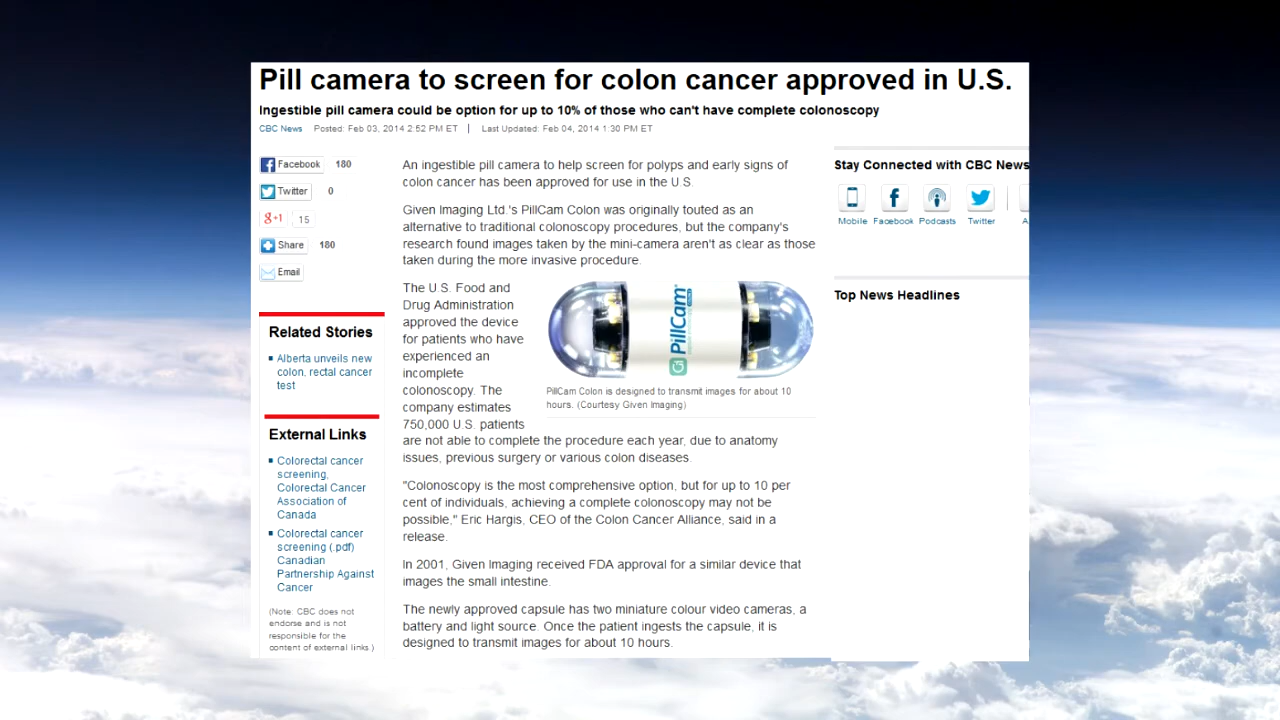 Pill camera to screen for colon cancer approved in U.S.
Ingestible pill camera could be option for up to 10% of those who can't have complete colonoscopy
CBC News Posted: Feb 03, 2014 2:52 PM ET | Last Updated: Feb 04, 2014 1:30 PM ET
Facebook 180
Twitter 0
g+1 15
Share 180
Email
Related Stories
Alberta unveils new
colon, rectal cancer
test
External Links
Colorectal cancer
screening,
Colorectal Cancer
Association of
Canada
Colorectal cancer
screening (.pdf)
Canadian
Partnership Against
Cancer
(Note: CBC does not
endorse and is not
responsible for the
content of external links.)
An ingestible pill camera to help screen for polyps and early signs of
colon cancer has been approved for use in the U.S.
Given Imaging Ltd.'s PillCam Colon was originally touted as an
alternative to traditional colonoscopy procedures, but the company's
research found images taken by the mini-camera aren't as clear as those
taken during the more invasive procedure.
The U.S. Food and
Drug Administration
approved the device
for patients who have
experienced an
incomplete
colonoscopy. The
company estimates
750,000 U.S. patients
are not able to complete the procedure each year, due to anatomy
issues, previous surgery or various colon diseases.
PillCam
PillCam Colon is designed to transmit images for about 10
hours. (Courtesy Given Imaging)
"Colonoscopy is the most comprehensive option, but for up to 10 per
cent of individuals, achieving a complete colonoscopy may not be
possible," Eric Hargis, CEO of the Colon Cancer Alliance, said in a
release.
In 2001, Given Imaging received FDA approval for a similar device that
images the small intestine.
The newly approved capsule has two miniature colour video cameras, a
battery and light source. Once the patient ingests the capsule, it is
designed to transmit images for about 10 hours.
Stay Connected with CBC News
Mobile Facebook Podcasts Twitter
Top News Headlines